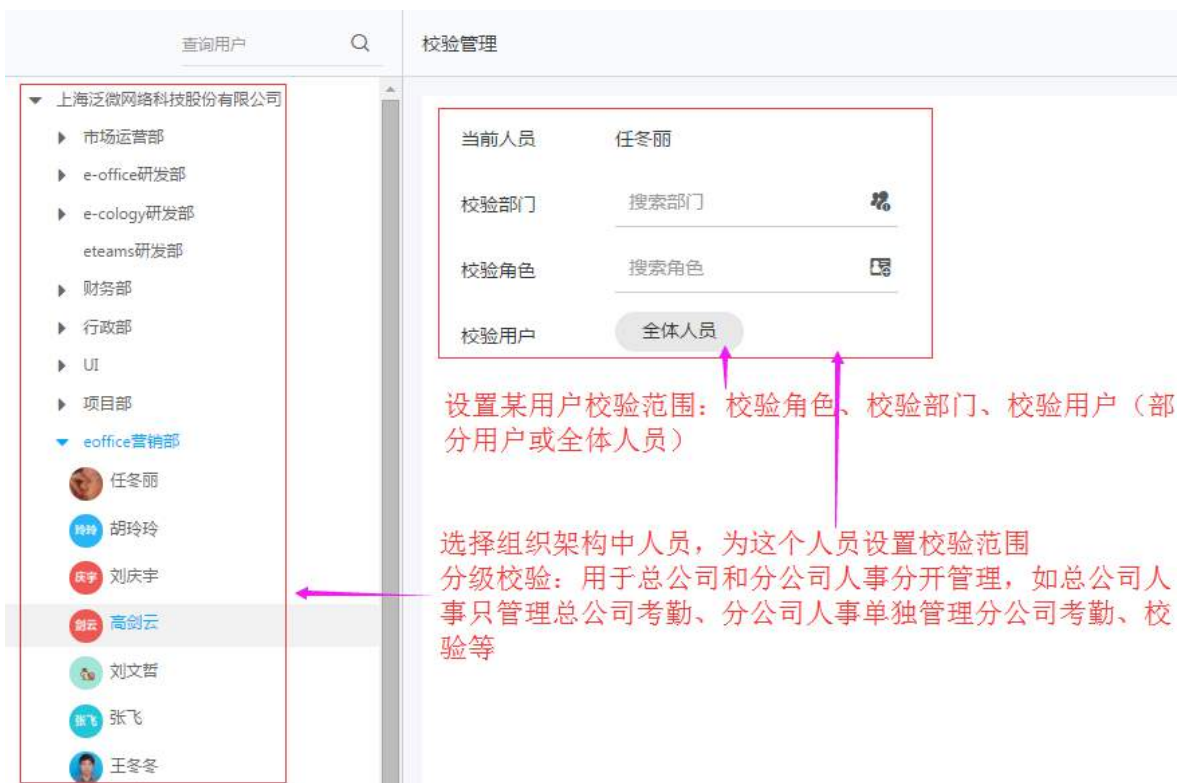 查询用户
校验管理
上海泛微网络科技股份有限公司
市场运营部
e-office研发部
e-cology研发部
eteams研发部
财务部
行政部
UI
项目部
eoffice营销部
任冬丽
玲玲
胡玲玲
庆宇
刘庆宇
剑云
高剑云
刘文哲
张飞
张飞
王冬冬
当前人员 任冬丽
校验部门 搜索部门
校验角色 搜索角色
校验用户 全体人员
设置某用户校验范围：校验角色、校验部门、校验用户（部
分用户或全体人员）
选择组织架构中人员，为这个人员设置校验范围
分级校验：用于总公司和分公司人事分开管理，如总公司人
事只管理总公司考勤、分公司人事单独管理分公司考勤、校
验等